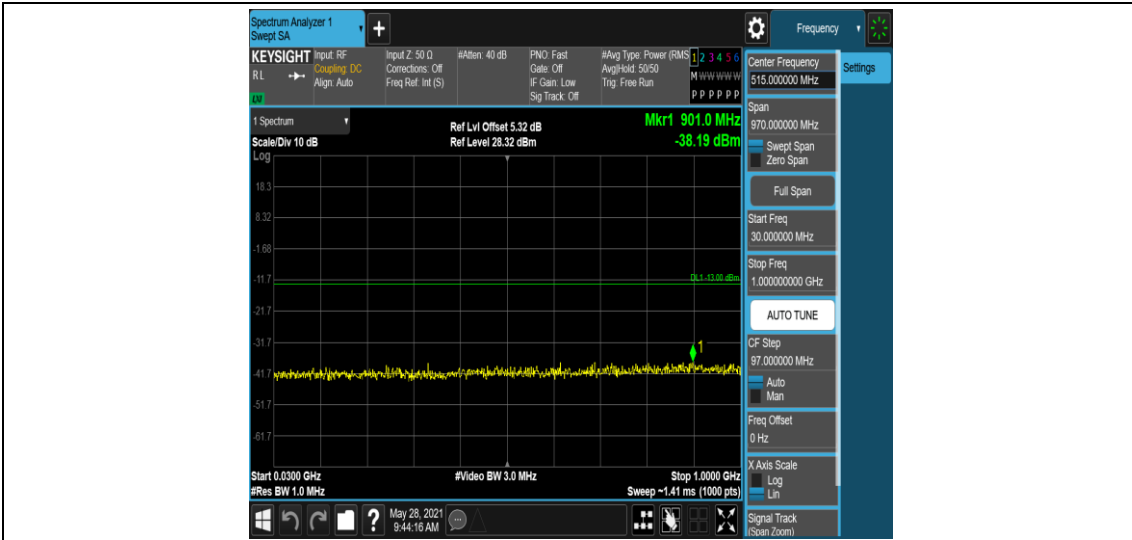 Spectrum Analyzer 1
Swept SA
+
Frequency
KEYSIGHT
RL
LXI
Input: RF
Coupling: DC
Align: Auto
Input Z: 50 Ω
Corrections: Off
Freq Ref: Int (S)
#Atten: 40 dB
PNO: Fast
Gate: Off
IF Gain: Low
Sig Track: Off
#Avg Type: Power (RMS
Avg|Hold: 50/50
Trig: Free Run
1 2 3 4 5 6
M W W W W W
P P P P P P
1 Spectrum
Scale/Div 10 dB
Log
Ref Lvl Offset 5.32 dB
Ref Level 28.32 dBm
Mkr1 901.0 MHz
-38.19 dBm
18.3
8.32
-1.68
-11.7
-21.7
-31.7
-41.7
-51.7
-61.7
DL1 -13.00 dBm
1
Start 0.0300 GHz
#Res BW 1.0 MHz
#Video BW 3.0 MHz
Stop 1.0000 GHz
Sweep ~1.41 ms (1000 pts)
?
May 28, 2021
9:44:16 AM
Center Frequency
515.000000 MHz
Span
970.000000 MHz
Swept Span
Zero Span
Full Span
Start Freq
30.000000 MHz
Stop Freq
1.000000000 GHz
AUTO TUNE
CF Step
97.000000 MHz
Auto
Man
Freq Offset
0 Hz
X Axis Scale
Log
Lin
Signal Track
(Span Zoom)
Settings